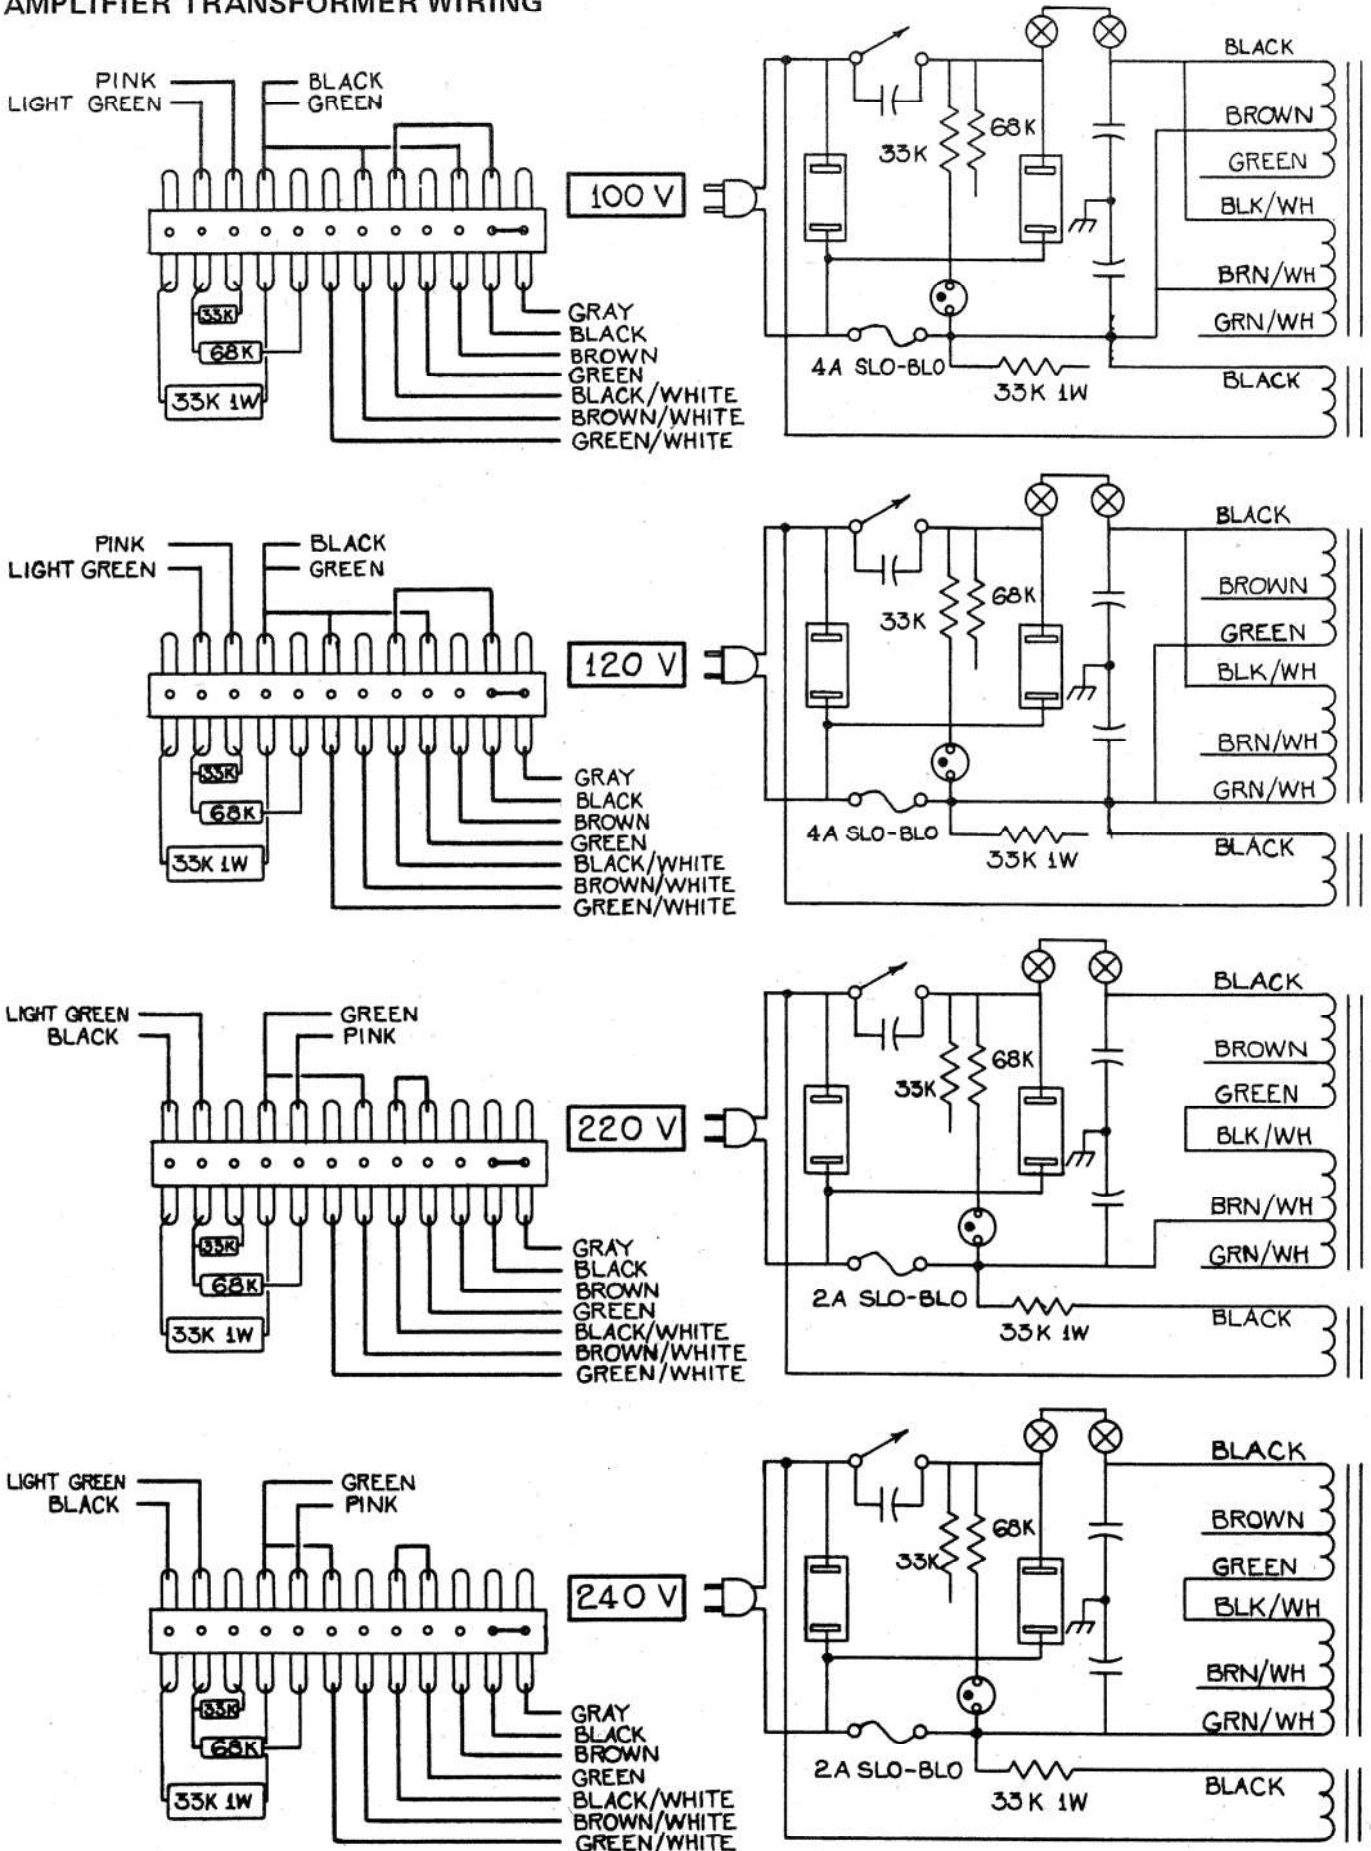 AMPLIFIER TRANSFORMER WIRING
PINK
LIGHT GREEN
BLACK
GREEN
33K
68K
33K 1W
GRAY
BLACK
BROWN
GREEN
BLACK/WHITE
BROWN/WHITE
GREEN/WHITE
100 V
33K
68K
4A SLO-BLO
33K 1W
BLACK
BROWN
GREEN
BLK/WH
BRN/WH
GRN/WH
BLACK
PINK
LIGHT GREEN
BLACK
GREEN
33K
68K
33K 1W
GRAY
BLACK
BROWN
GREEN
BLACK/WHITE
BROWN/WHITE
GREEN/WHITE
120 V
33K
68K
4A SLO-BLO
33K 1W
BLACK
BROWN
GREEN
BLK/WH
BRN/WH
GRN/WH
BLACK
LIGHT GREEN
BLACK
GREEN
PINK
33K
68K
33K 1W
GRAY
BLACK
BROWN
GREEN
BLACK/WHITE
BROWN/WHITE
GREEN/WHITE
220 V
33K
68K
2A SLO-BLO
33K 1W
BLACK
BROWN
GREEN
BLK/WH
BRN/WH
GRN/WH
BLACK
LIGHT GREEN
BLACK
GREEN
PINK
33K
68K
33K 1W
GRAY
BLACK
BROWN
GREEN
BLACK/WHITE
BROWN/WHITE
GREEN/WHITE
240 V
33K
68K
2A SLO-BLO
33K 1W
BLACK
BROWN
GREEN
BLK/WH
BRN/WH
GRN/WH
BLACK